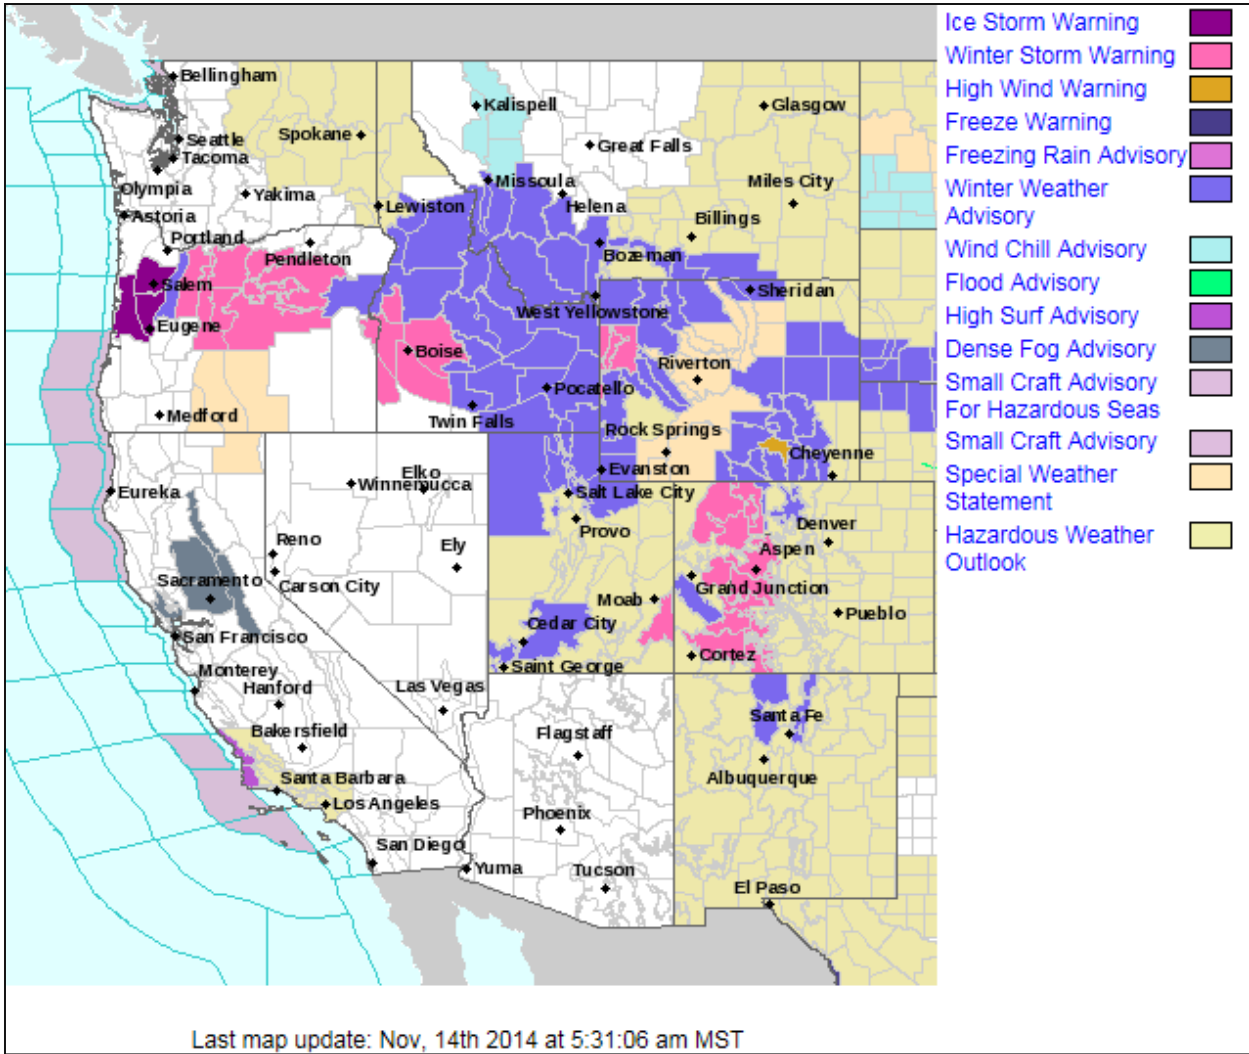 Ice Storm Warning
Winter Storm Warning
High Wind Warning
Freeze Warning
Freezing Rain Advisory
Winter Weather
Advisory
Wind Chill Advisory
Flood Advisory
High Surf Advisory
Dense Fog Advisory
Small Craft Advisory
For Hazardous Seas
Small Craft Advisory
Special Weather
Statement
Hazardous Weather
Outlook
Bellingham
Kalispell
Glasgow
Spokane
Seattle
Great Falls
Tacoma
Olympia
Yakima
Missoula
Miles City
Lewiston
Helena
Astoria
Billings
Portland
Pendleton
Bozeman
Salem
Sheridan
West Yellowstone
Eugene
Boise
Riverton
Pocatello
Medford
Twin Falls
Rock Springs
Cheyenne
Evanston
Elko
Winnemucca
Eureka
Salt Lake City
Provo
Denver
Reno
Ely
Aspen
Sacramento
Carson City
Grand Junction
Moab
Pueblo
Cedar City
San Francisco
Cortez
Saint George
Monterey
Hanford
Las Vegas
Santa Fe
Bakersfield
Flagstaff
Albuquerque
Santa Barbara
Los Angeles
Phoenix
San Diego
Yuma
Tucson
El Paso
Last map update: Nov, 14th 2014 at 5:31:06 am MST